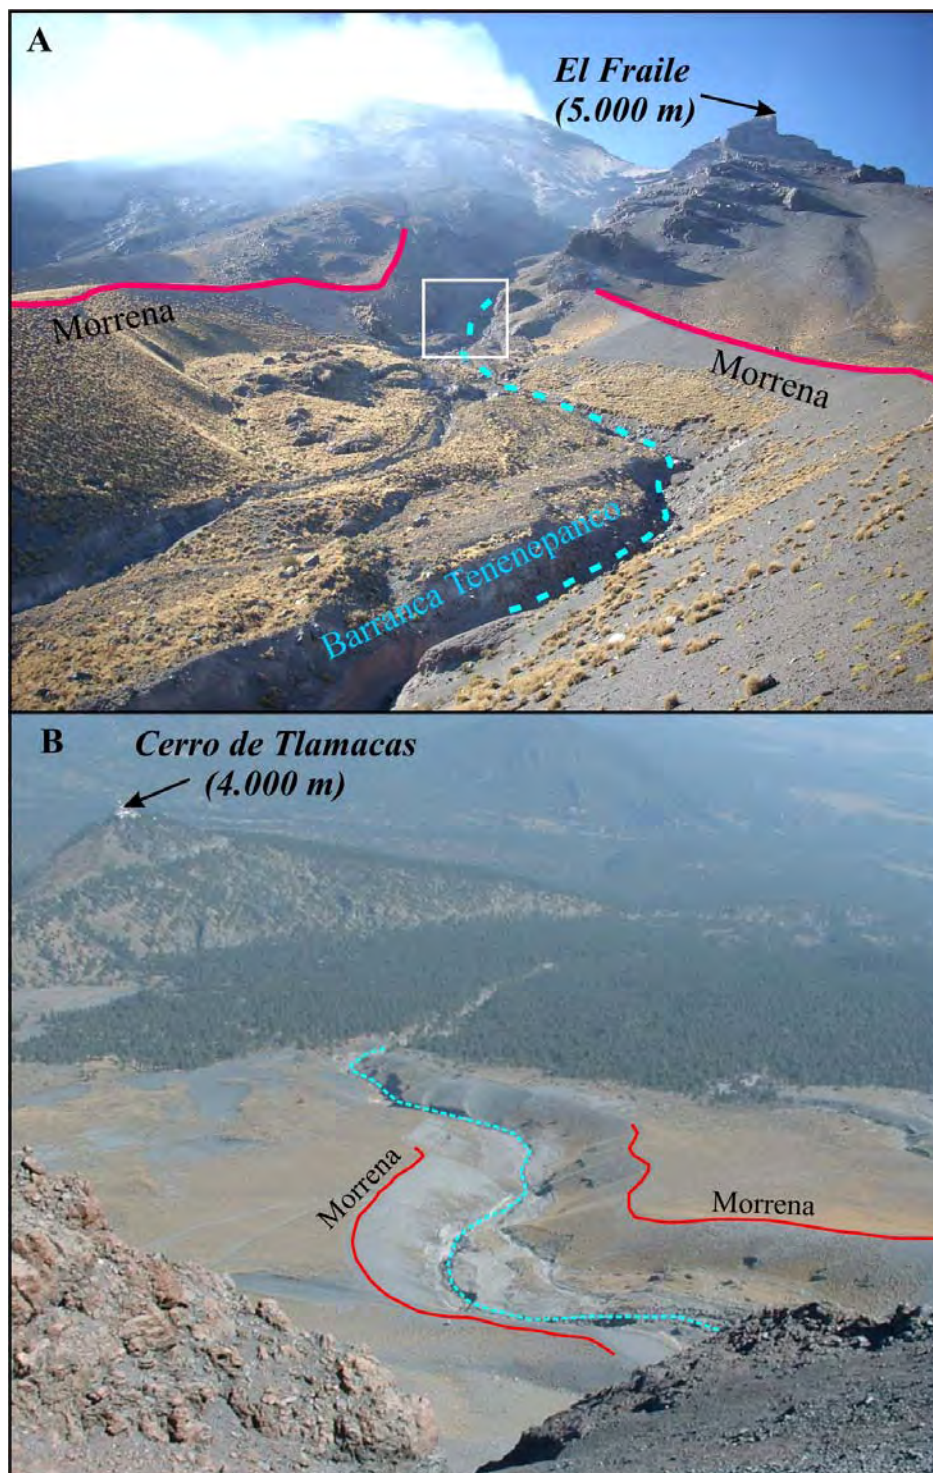 A
El Fraile
(5.000 m)
Morrena
Morrena
Barranca Tenenepanco
B
Cerro de Tlamacas
(4.000 m)
Morrena
Morrena